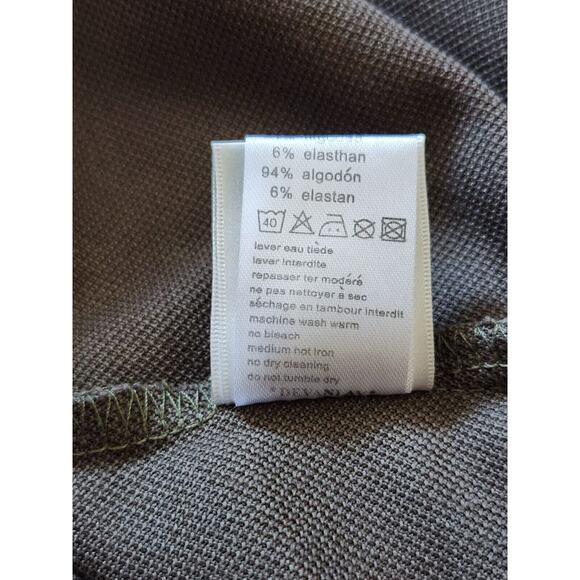 6% elasthan
94% algodón
6% elastan
40
laver eau tiède
laver interdite
repasser ter modéré
ne pas nettoyer à sec
séchage en tambour interdit
machine wash warm
no bleach
medium hot iron
no dry cleaning
do not tumble dry